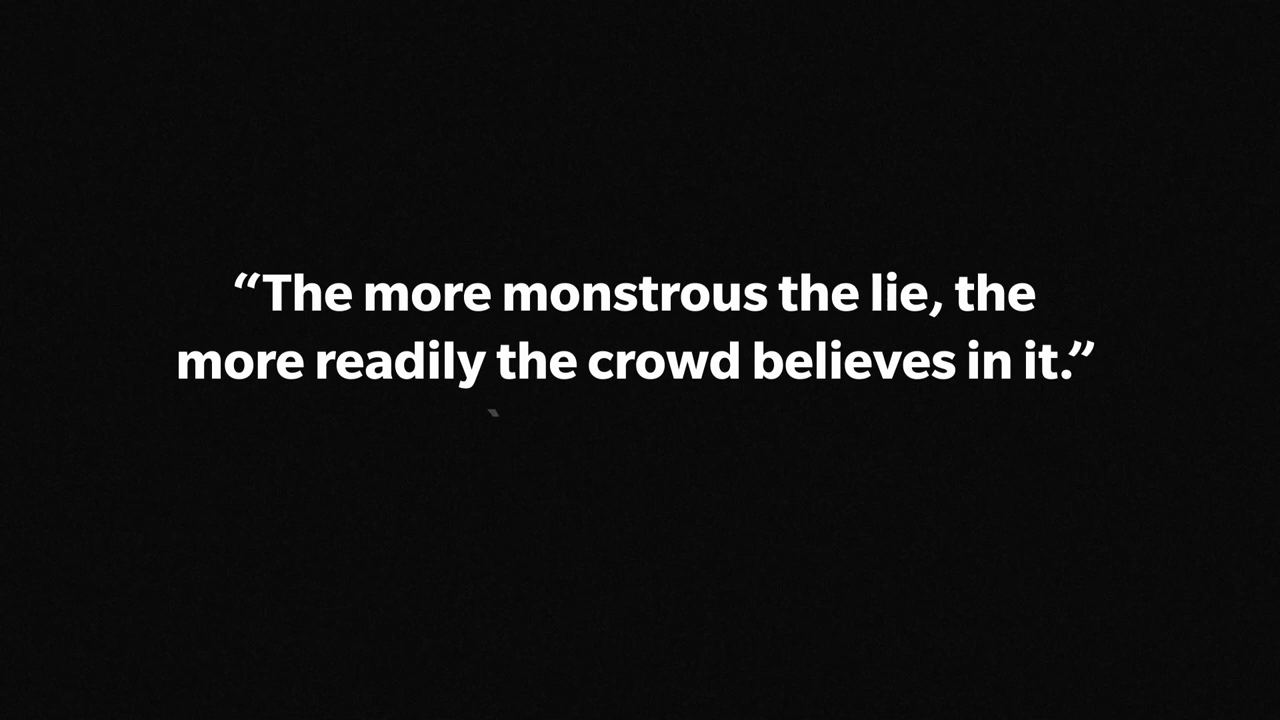 “The more monstrous the lie, the
more readily the crowd believes in it.”